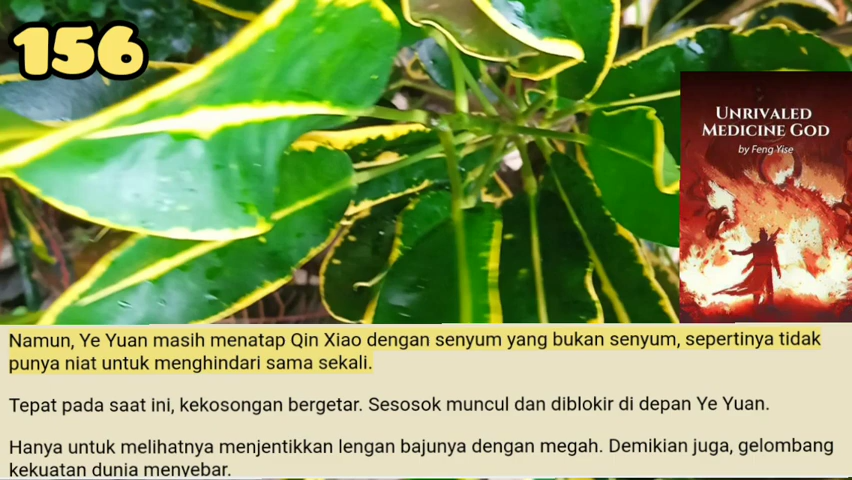 156
UNRIVALED
MEDICINE GOD
by Feng Yise
Namun, Ye Yuan masih menatap Qin Xiao dengan senyum yang bukan senyum, sepertinya tidak
punya niat untuk menghindari sama sekali.
Tepat pada saat ini, kekosongan bergetar. Sesosok muncul dan diblokir di depan Ye Yuan.
Hanya untuk melihatnya menjentikkan lengan bajunya dengan megah. Demikian juga, gelombang
kekuatan dunia menyebar.